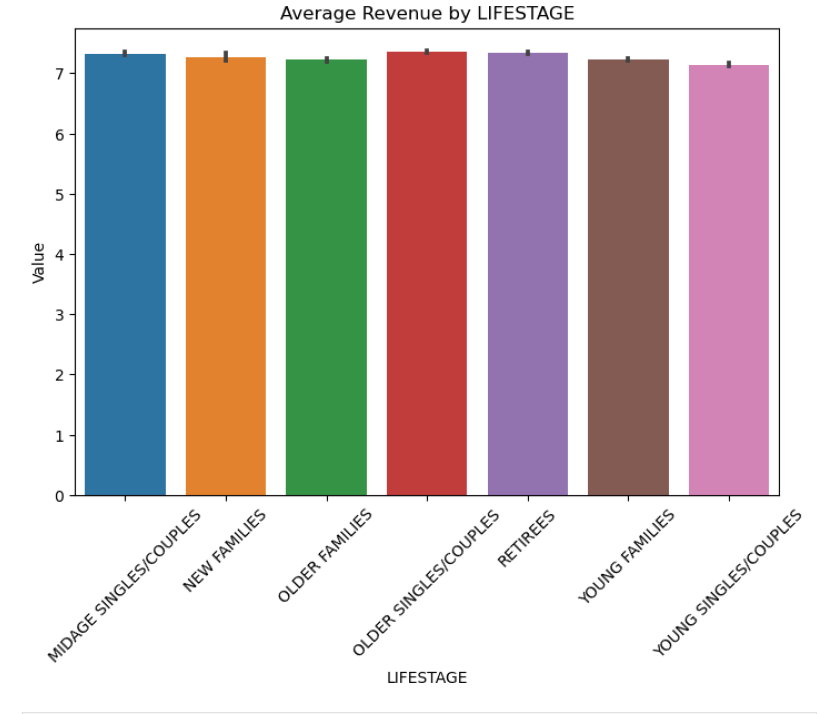 Average Revenue by LIFESTAGE
7
6
5
4
3
2
1
0
Value
MIDAGE SINGLES/COUPLES
NEW FAMILIES
OLDER FAMILIES
OLDER SINGLES/COUPLES
RETIREES
YOUNG FAMILIES
YOUNG SINGLES/COUPLES
LIFESTAGE